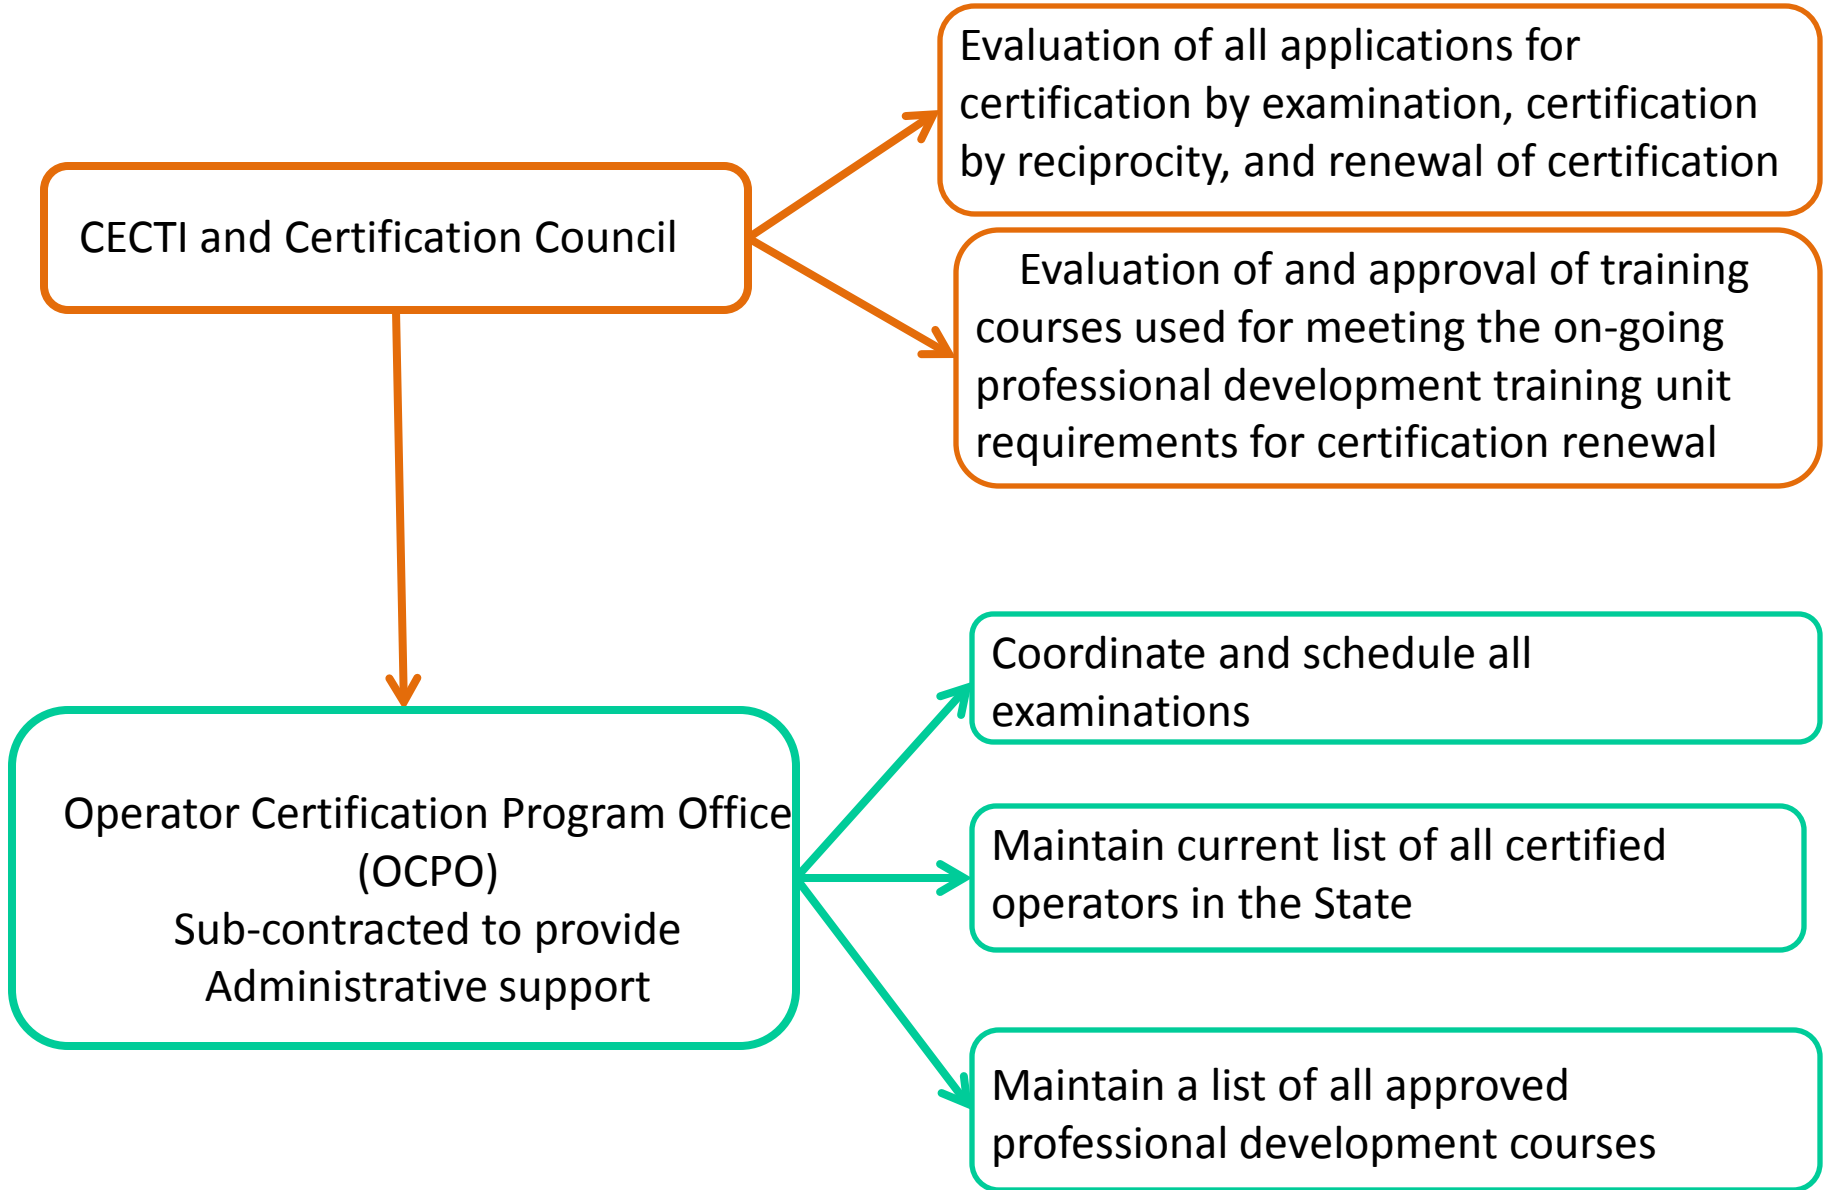 CECTI and Certification Council
Evaluation of all applications for
certification by examination, certification
by reciprocity, and renewal of certification
Evaluation of and approval of training
courses used for meeting the on-going
professional development training unit
requirements for certification renewal
Operator Certification Program Office
(OCPO)
Sub-contracted to provide
Administrative support
Coordinate and schedule all
examinations
Maintain current list of all certified
operators in the State
Maintain a list of all approved
professional development courses